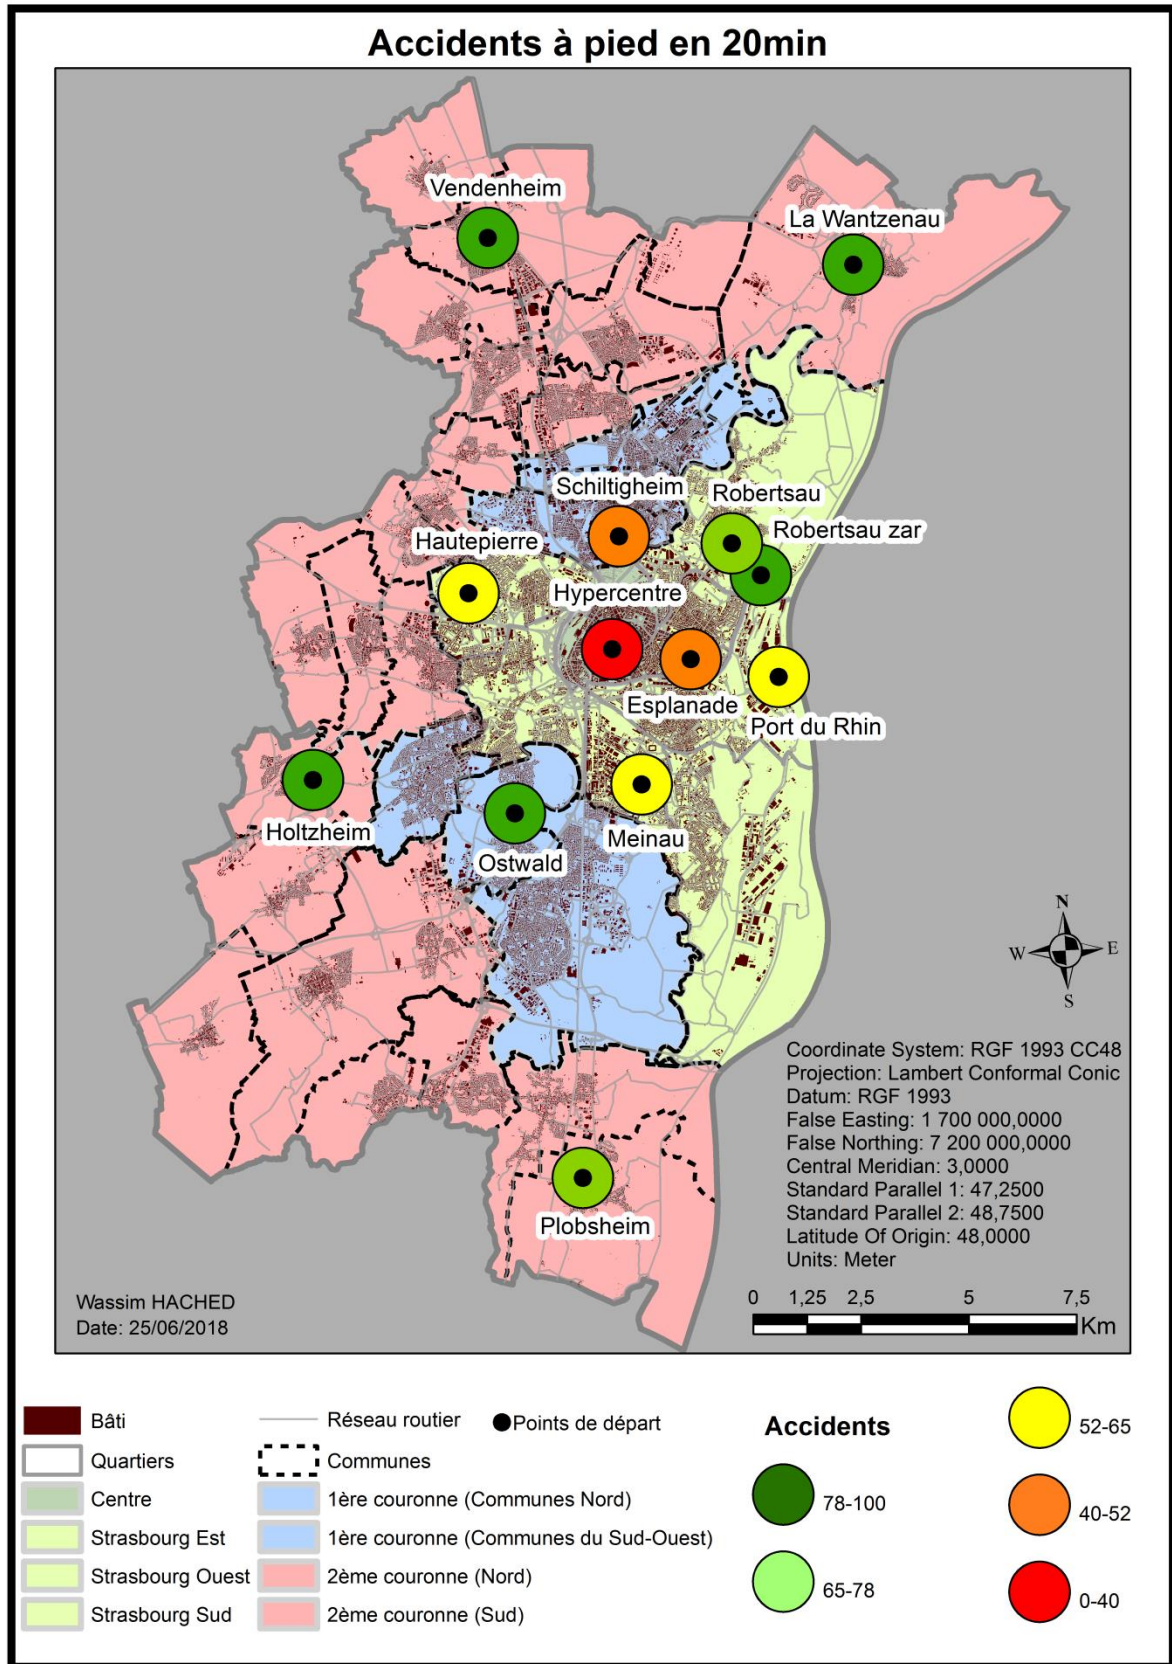 Accidents à pied en 20min
Vendenheim
La Wantzenau
Schiltigheim
Robertsau
Robertsau zar
Hautepierre
Hypercentre
Esplanade
Port du Rhin
Holtzheim
Ostwald
Meinau
Plobsheim
N
W
E
S
Coordinate System: RGF 1993 CC48
Projection: Lambert Conformal Conic
Datum: RGF 1993
False Easting: 1 700 000,0000
False Northing: 7 200 000,0000
Central Meridian: 3,0000
Standard Parallel 1: 47,2500
Standard Parallel 2: 48,7500
Latitude Of Origin: 48,0000
Units: Meter
Wassim HACHED
Date: 25/06/2018
0 1,25 2,5 5 7,5
Km
Bâti
Quartiers
Centre
Strasbourg Est
Strasbourg Ouest
Strasbourg Sud
Réseau routier
Points de départ
Communes
1ère couronne (Communes Nord)
1ère couronne (Communes du Sud-Ouest)
2ème couronne (Nord)
2ème couronne (Sud)
Accidents
78-100
65-78
52-65
40-52
0-40